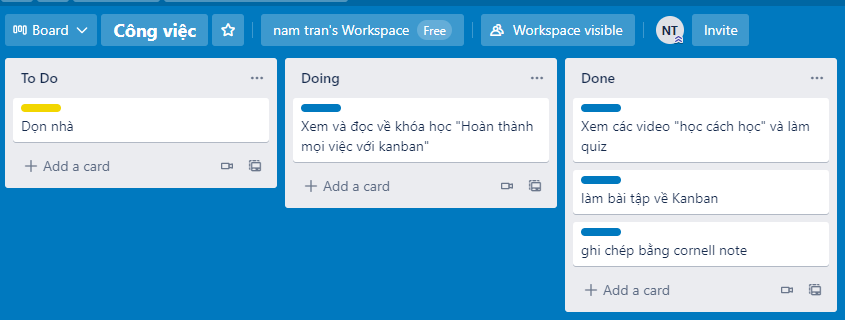 Board
Công việc
nam tran's Workspace Free
Workspace visible
NT
Invite
To Do
Dọn nhà
+ Add a card
Doing
Xem và đọc về khóa học "Hoàn thành
mọi việc với kanban"
+ Add a card
Done
Xem các video "học cách học" và làm
quiz
làm bài tập về Kanban
ghi chép bằng cornell note
+ Add a card